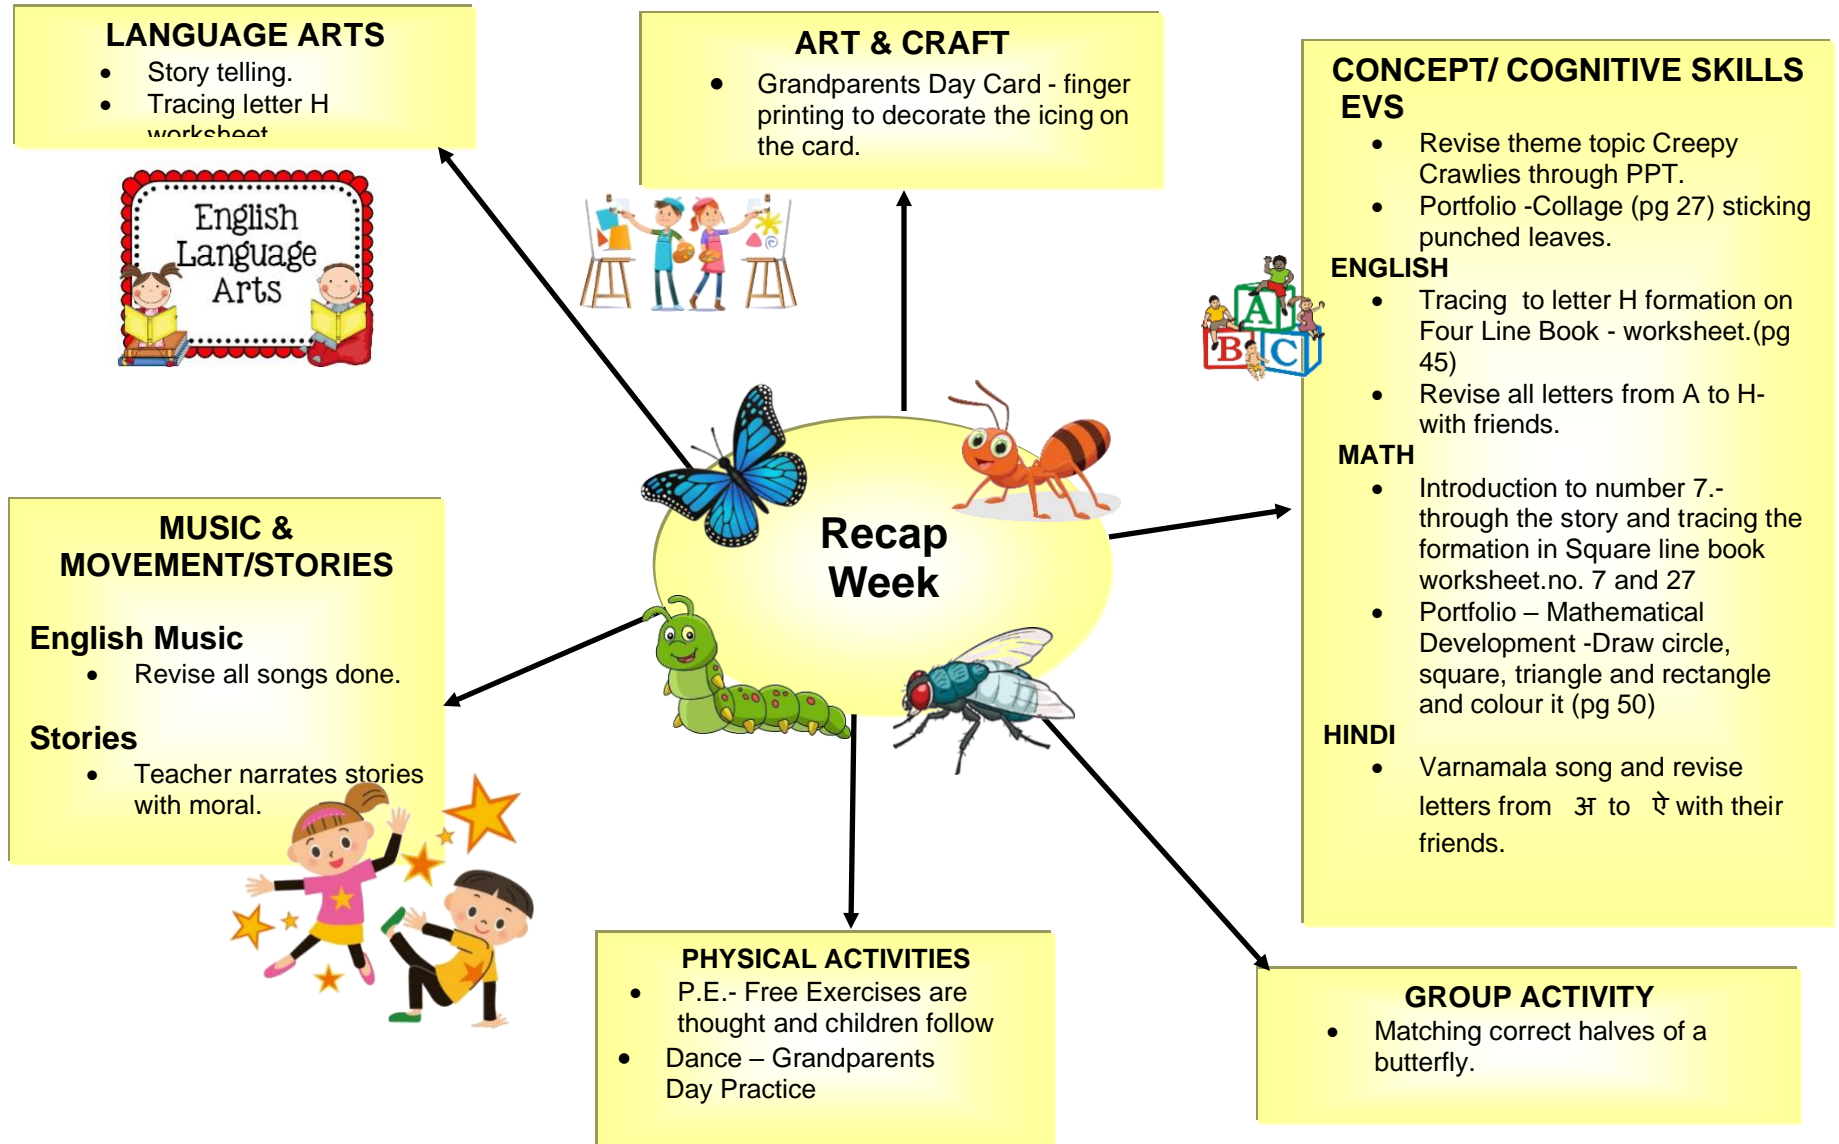 LANGUAGE ARTS
• Story telling.
• Tracing letter H
worksheet
English
Language
Arts
ART & CRAFT
• Grandparents Day Card - finger
printing to decorate the icing on
the card.
CONCEPT/ COGNITIVE SKILLS
EVS
• Revise theme topic Creepy
Crawlies through PPT.
• Portfolio -Collage (pg 27) sticking
punched leaves.
ENGLISH
• Tracing to letter H formation on
Four Line Book - worksheet.(pg
45)
• Revise all letters from A to H-
with friends.
MATH
• Introduction to number 7.-
through the story and tracing the
formation in Square line book
worksheet.no. 7 and 27
• Portfolio – Mathematical
Development -Draw circle,
square, triangle and rectangle
and colour it (pg 50)
HINDI
• Varnamala song and revise
letters from अ to ऐ with their
friends.
A
B C
Recap
Week
MUSIC &
MOVEMENT/STORIES
English Music
• Revise all songs done.
Stories
• Teacher narrates stories
with moral.
PHYSICAL ACTIVITIES
• P.E.- Free Exercises are
thought and children follow
• Dance – Grandparents
Day Practice
GROUP ACTIVITY
• Matching correct halves of a
butterfly.